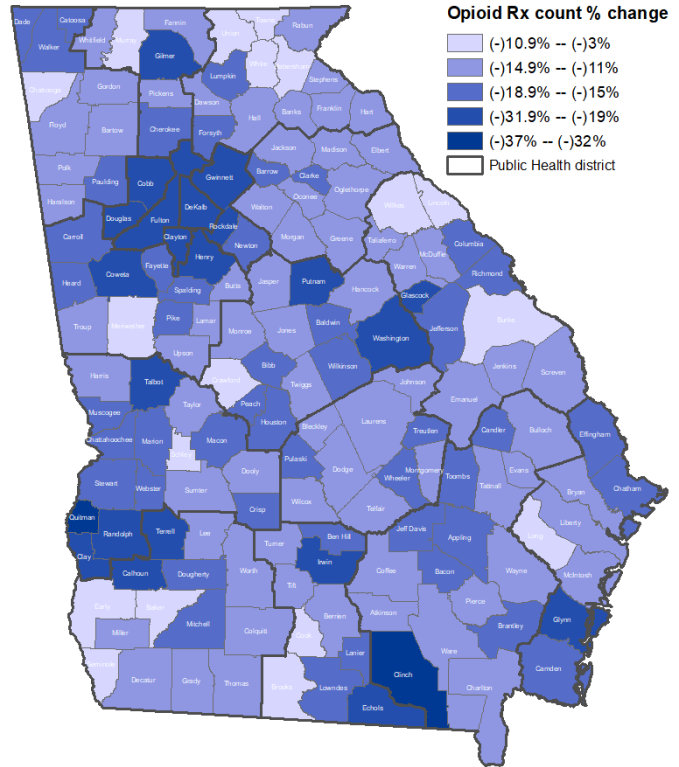 Opioid Rx count % change
(-)10.9% -- (-)3%
(-)14.9% -- (-)11%
(-)18.9% -- (-)15%
(-)31.9% -- (-)19%
(-)37% -- (-)32%
Public Health district
Dade
Catoosa
Fannin
Towns
Rabun
Walker
Whitfield
Murray
Union
Gilmer
White
Habersham
Lumpkin
Stephens
Chattooga
Gordon
Pickens
Dawson
Banks
Franklin
Hart
Floyd
Bartow
Cherokee
Forsyth
Hall
Jackson
Madison
Elbert
Polk
Paulding
Cobb
Gwinnett
Barrow
Clarke
Oglethorpe
Haralson
Douglas
Fulton
DeKalb
Rockdale
Walton
Oconee
Wilkes
Lincoln
Carroll
Clayton
Henry
Newton
Morgan
Greene
Taliaferro
McDuffie
Columbia
Heard
Coweta
Fayette
Spalding
Butts
Jasper
Putnam
Hancock
Warren
Glascock
Richmond
Troup
Meriwether
Pike
Lamar
Monroe
Jones
Baldwin
Washington
Jefferson
Burke
Upson
Harris
Talbot
Crawford
Bibb
Twiggs
Wilkinson
Johnson
Jenkins
Screven
Muscogee
Taylor
Peach
Houston
Bleckley
Laurens
Emanuel
Chattahoochee
Marion
Schley
Macon
Pulaski
Dodge
Treutlen
Candler
Bulloch
Effingham
Stewart
Webster
Sumter
Dooly
Wilcox
Wheeler
Montgomery
Toombs
Tattnall
Evans
Bryan
Chatham
Crisp
Telfair
Quitman
Randolph
Terrell
Lee
Turner
Ben Hill
Irwin
Jeff Davis
Appling
Long
Liberty
Clay
Calhoun
Dougherty
Worth
Tift
Coffee
Bacon
Wayne
McIntosh
Early
Baker
Mitchell
Colquitt
Berrien
Atkinson
Pierce
Miller
Cook
Lanier
Clinch
Ware
Brantley
Glynn
Seminole
Decatur
Grady
Thomas
Brooks
Lowndes
Echols
Charlton
Camden